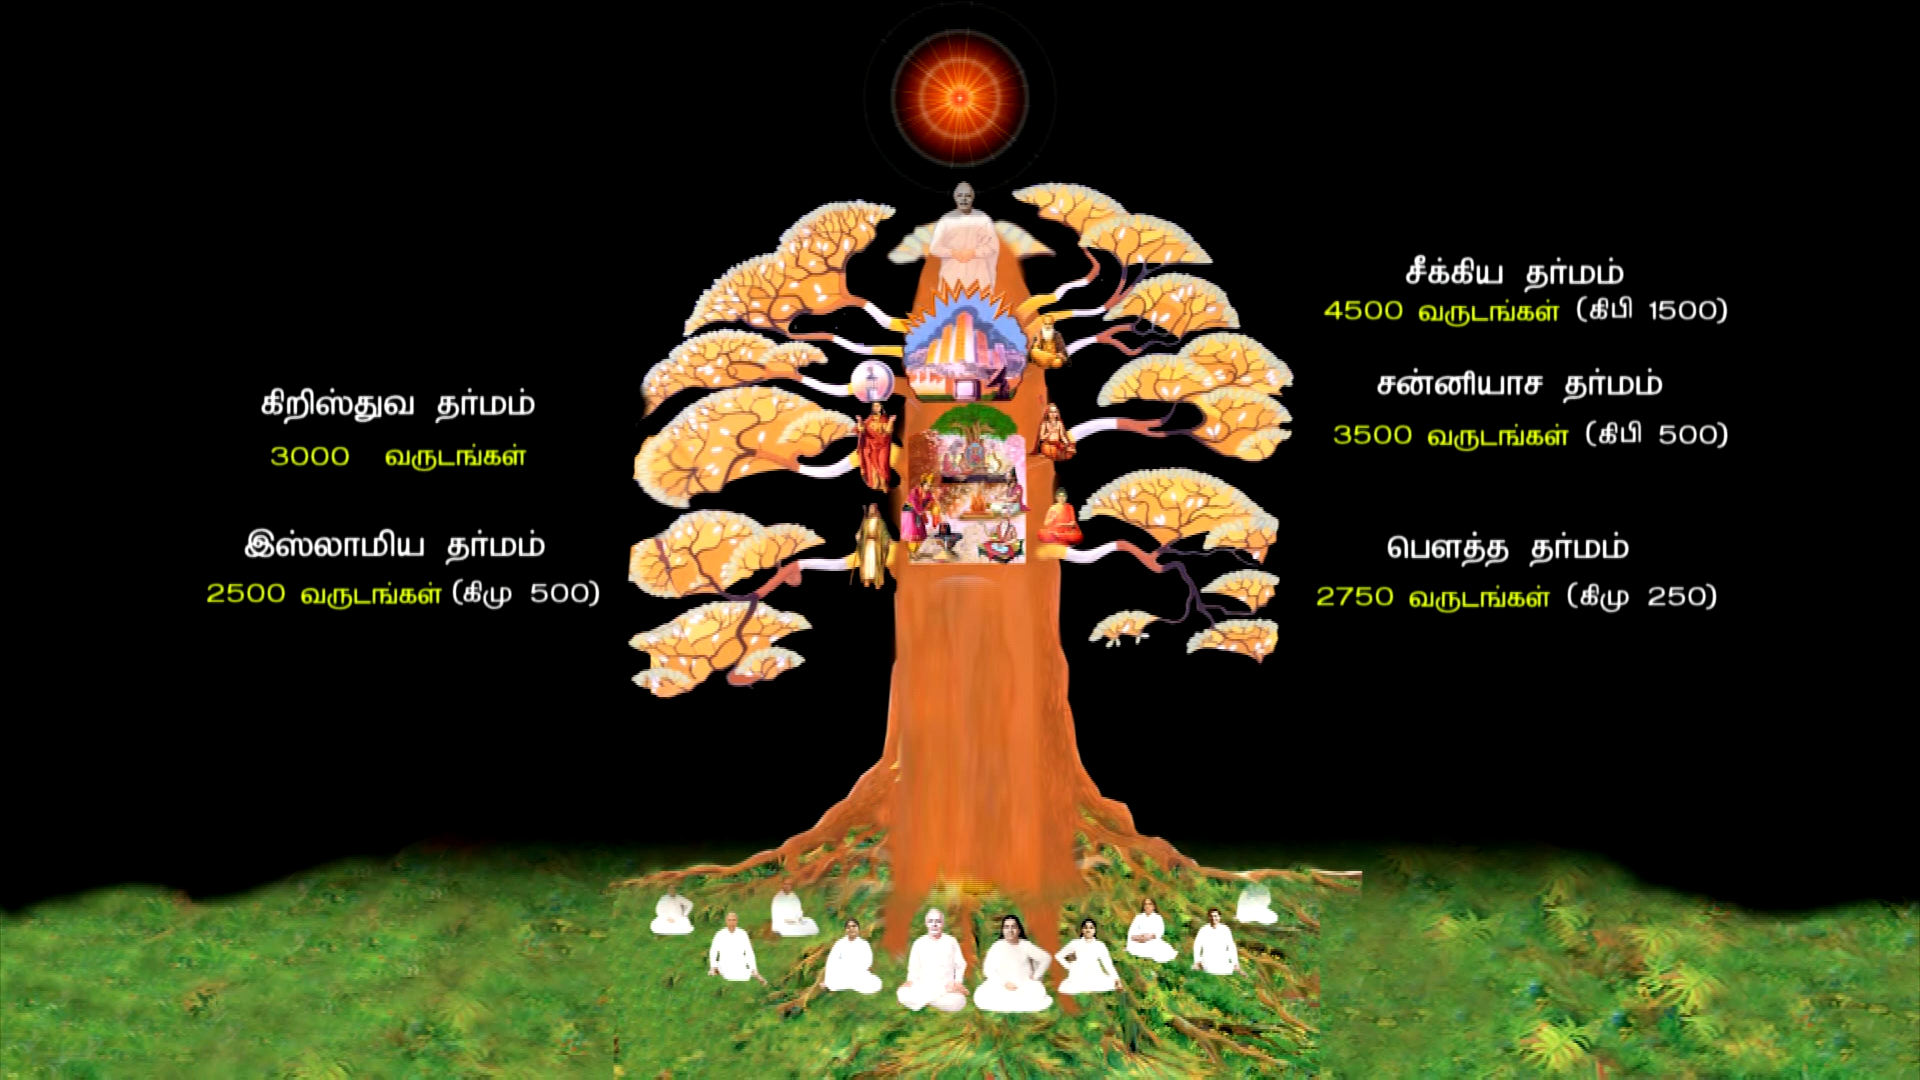 கிறிஸ்துவ தர்மம்
3000 வருடங்கள்
இஸ்லாமிய தர்மம்
2500 வருடங்கள் (கிமு 500)
சீக்கிய தர்மம்
4500 வருடங்கள் (கிபி 1500)
சன்னியாச தர்மம்
3500 வருடங்கள் (கிபி 500)
பௌத்த தர்மம்
2750 வருடங்கள் (கிமு 250)